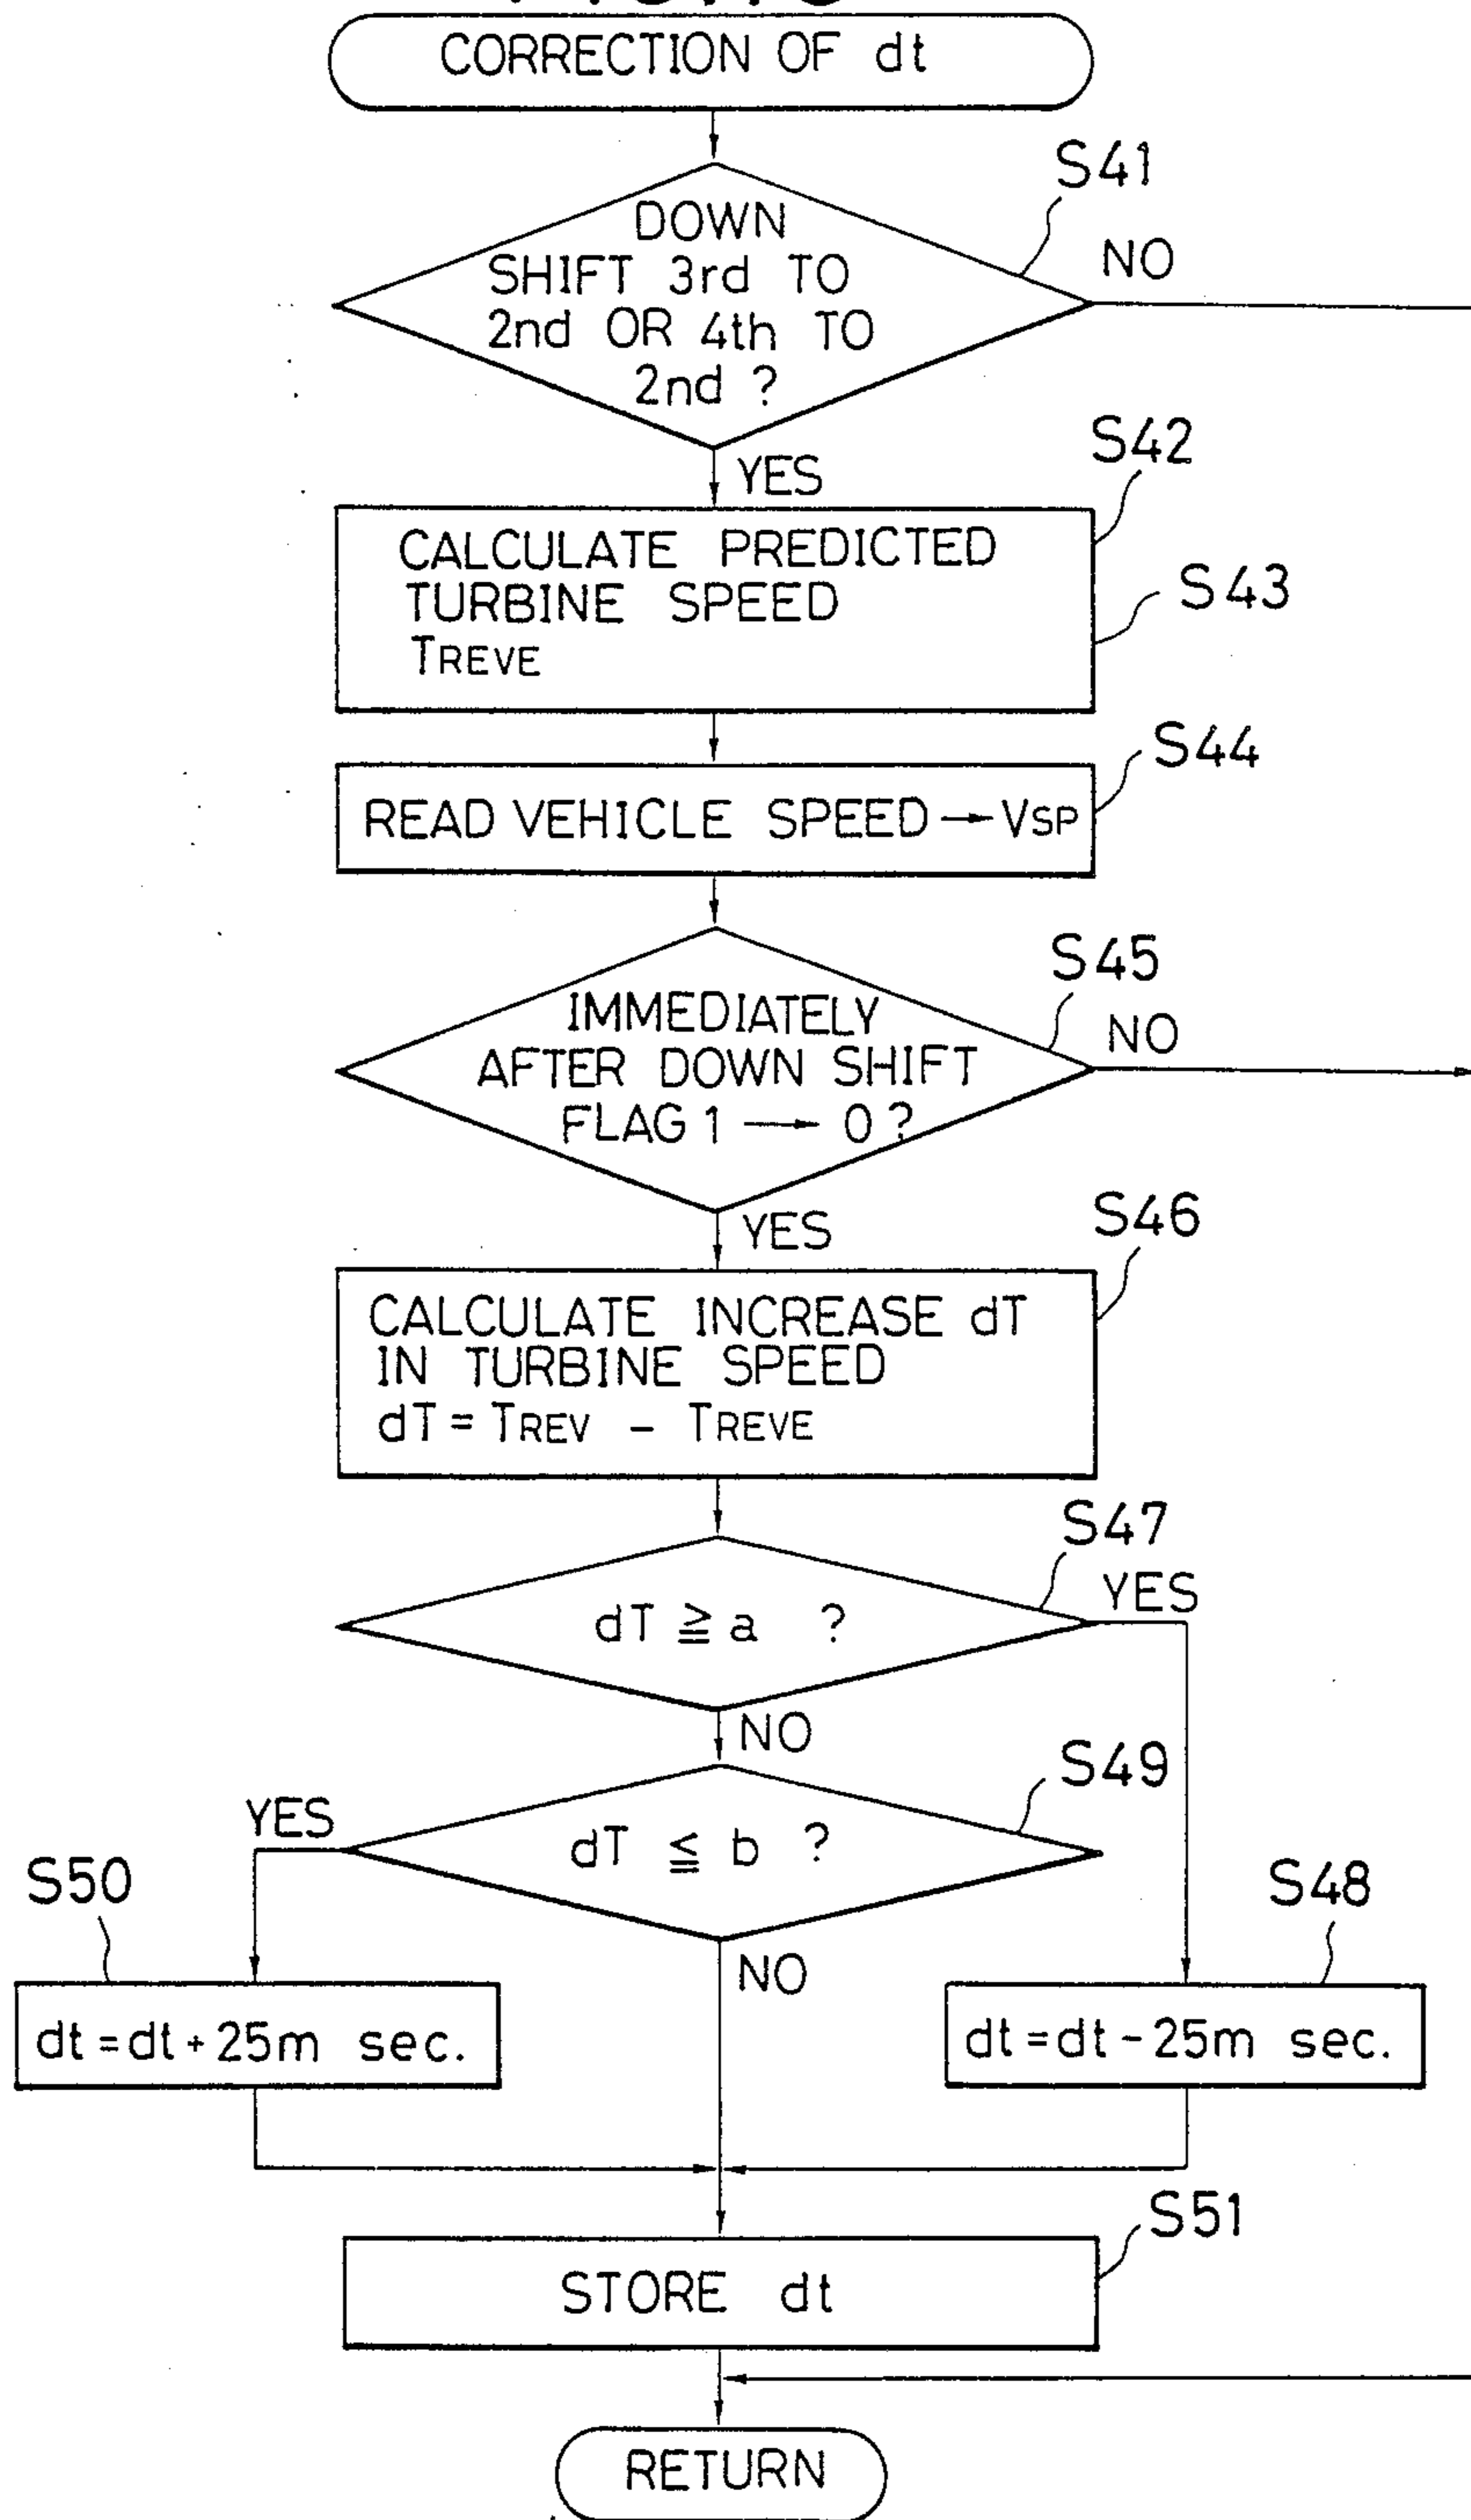 CORRECTION OF dt
S41
DOWN
SHIFT 3rd TO
2nd OR 4th TO
2nd ?
NO
YES
S42
CALCULATE PREDICTED
TURBINE SPEED
TREVE
S43
S44
READ VEHICLE SPEED → VSP
S45
IMMEDIATELY
AFTER DOWN SHIFT
FLAG 1 → 0 ?
NO
YES
S46
CALCULATE INCREASE dT
IN TURBINE SPEED
dT = TREV - TREVE
S47
dT ≧ a ?
YES
NO
S49
dT ≦ b ?
YES
NO
S50
dt = dt + 25m sec.
S48
dt = dt - 25m sec.
S51
STORE dt
RETURN